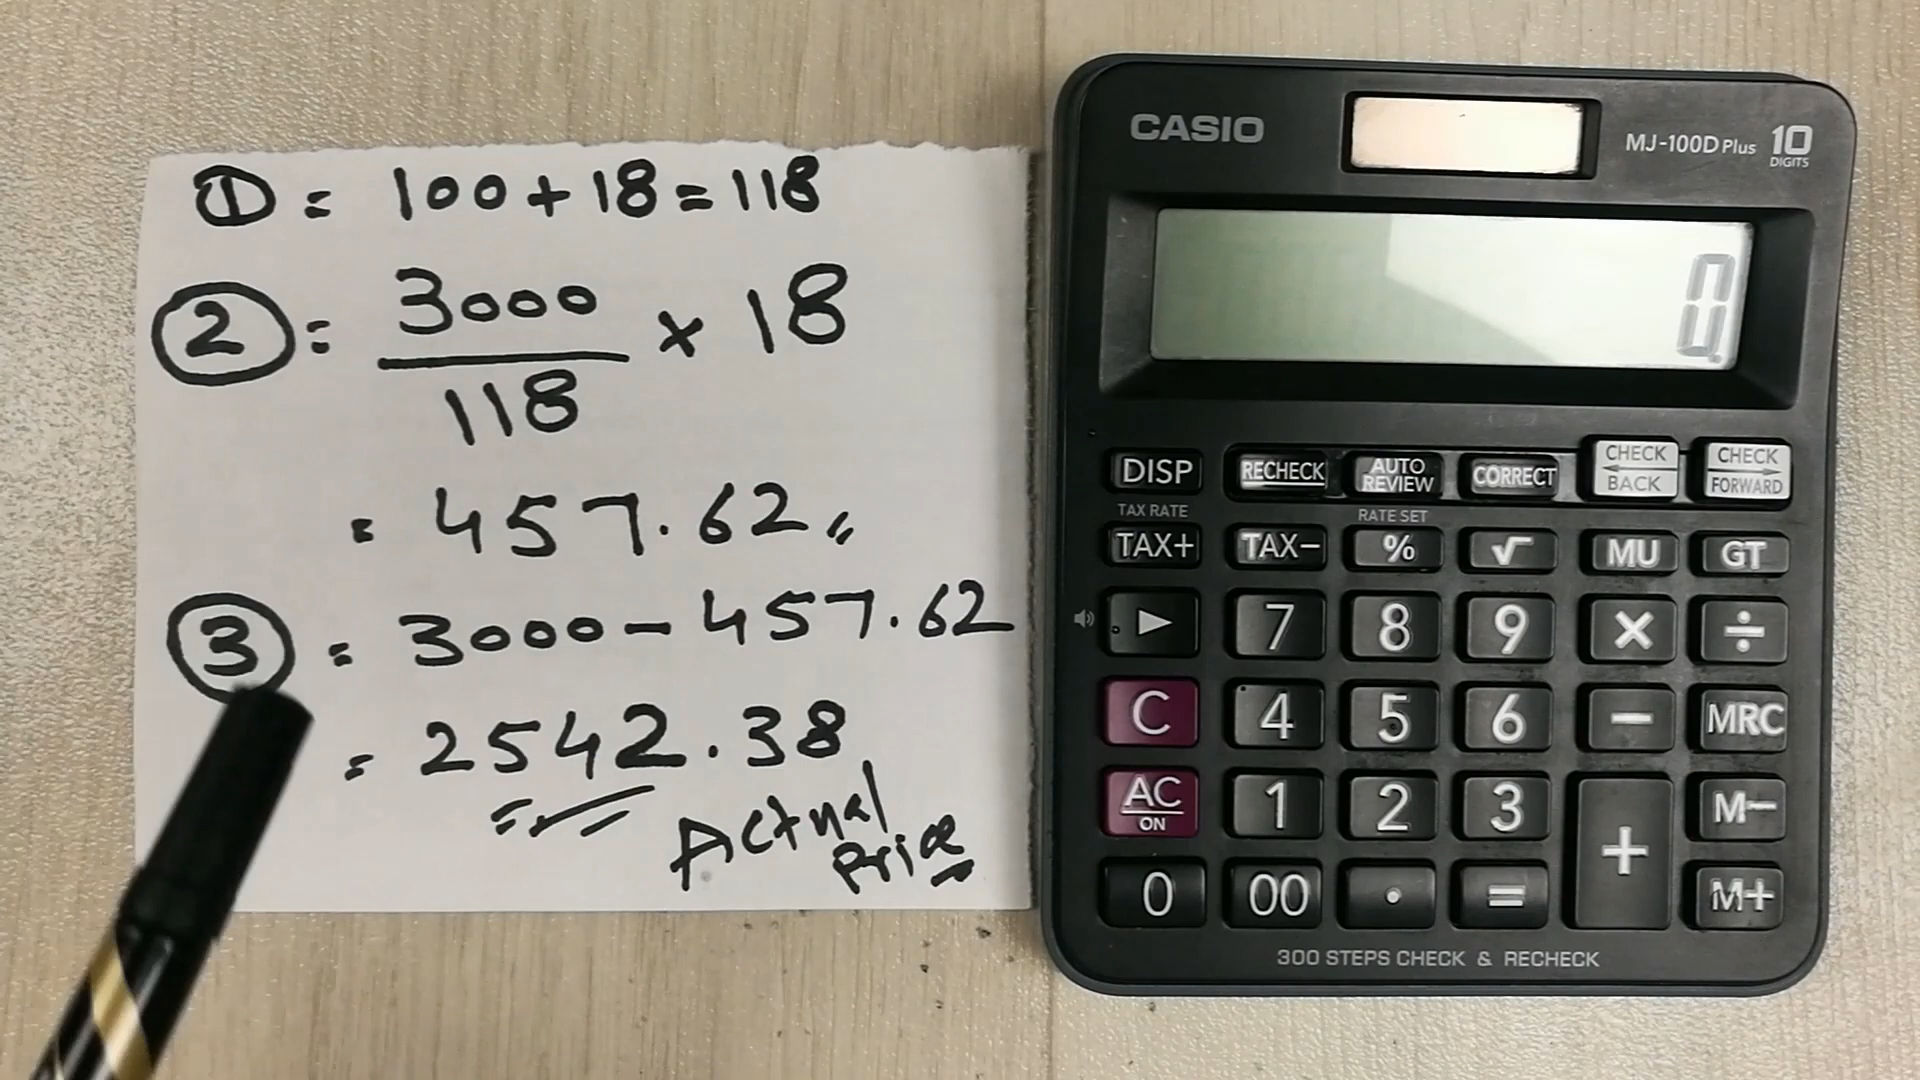 ① = 100 + 18 = 118
② = 3000 / 118 × 18
= 457.62
③ = 3000 - 457.62
= 2542.38
Actual
Price
CASIO
MJ-100D Plus 10
DIGITS
0.
DISP RECHECK AUTO REVIEW CORRECT CHECK BACK CHECK FORWARD
TAX RATE RATE SET
TAX+ TAX- % √ MU GT
▶ 7 8 9 × ÷
C 4 5 6 − MRC
AC ON 1 2 3 + M−
0 00 • = M+
300 STEPS CHECK & RECHECK